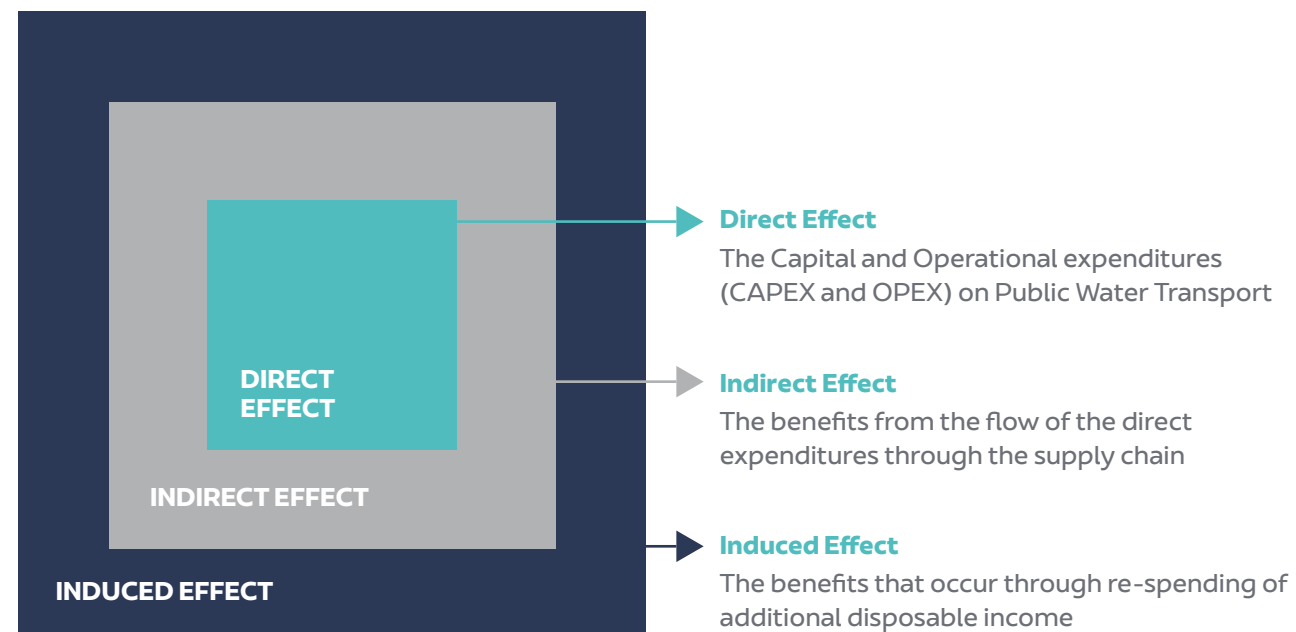 DIRECT
EFFECT
INDIRECT EFFECT
INDUCED EFFECT
Direct Effect
The Capital and Operational expenditures
(CAPEX and OPEX) on Public Water Transport
Indirect Effect
The benefits from the flow of the direct
expenditures through the supply chain
Induced Effect
The benefits that occur through re-spending of
additional disposable income